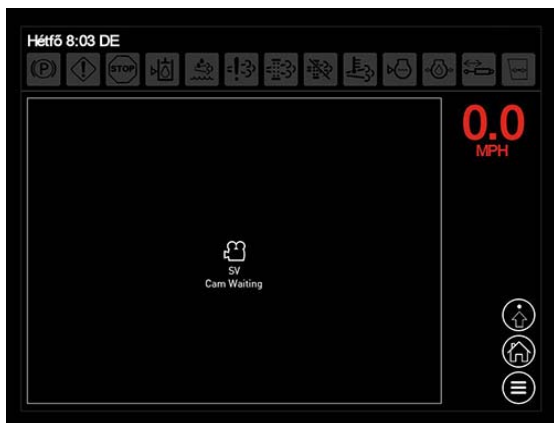 Hétfő 8:03 DE
(P)
STOP
0.0
MPH
SV
Cam Waiting